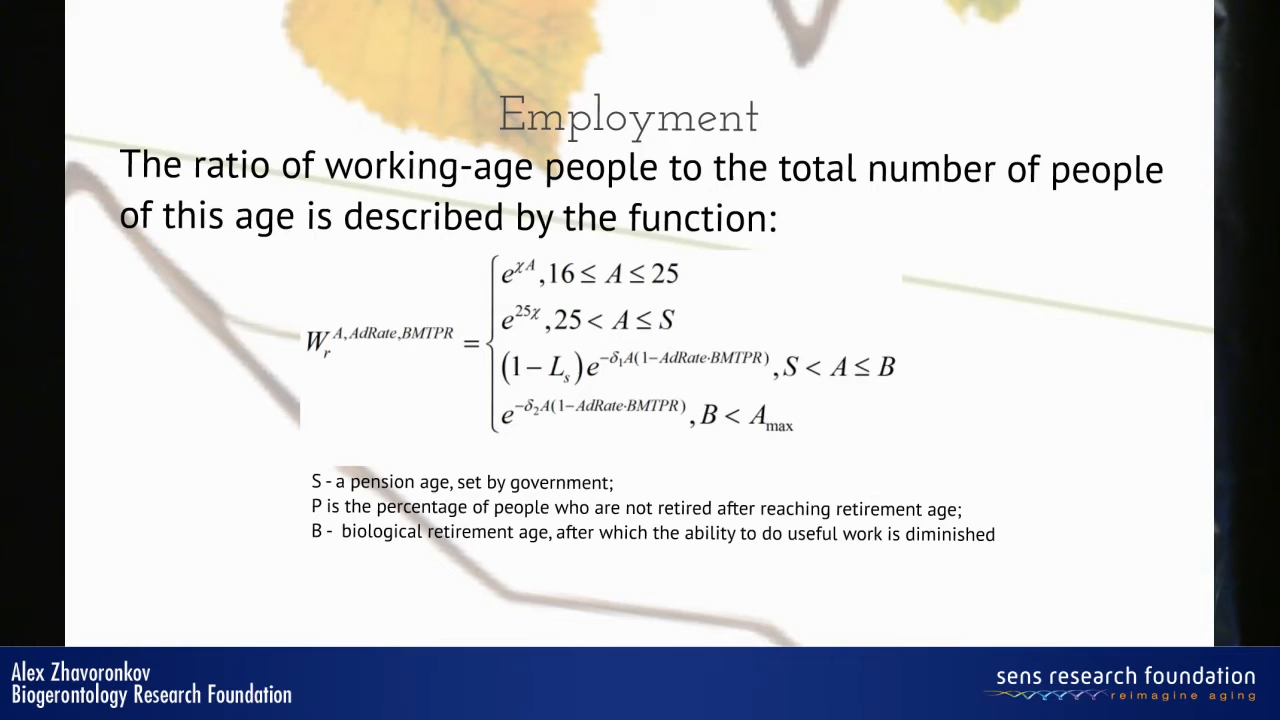 Employment
The ratio of working-age people to the total number of people
of this age is described by the function:
W_r^{A,AdRate,BMTPR} = {
e^{χA}, 16 ≤ A ≤ 25
e^{25χ}, 25 < A ≤ S
(1 − L_s)e^{−δ_1A(1−AdRate·BMTPR)}, S < A ≤ B
e^{−δ_2A(1−AdRate·BMTPR)}, B < A_max
S - a pension age, set by government;
P is the percentage of people who are not retired after reaching retirement age;
B - biological retirement age, after which the ability to do useful work is diminished
Alex Zhavoronkov
Biogerontology Research Foundation
sens research foundation
reimagine aging